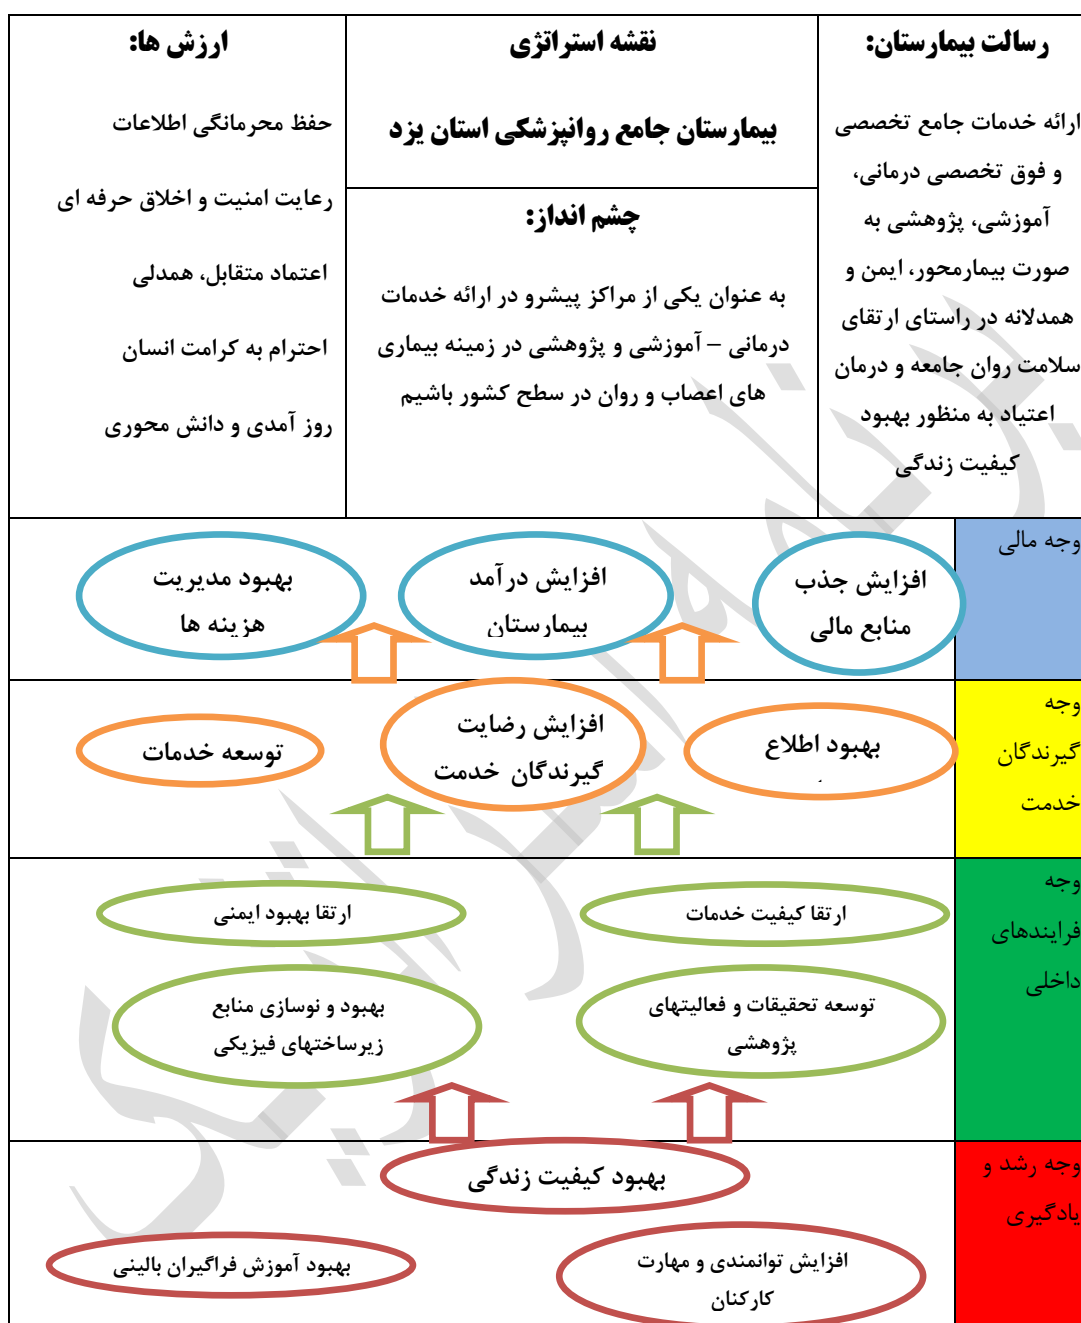 رسالت بیمارستان:
ارائه خدمات جامع تخصصی
و فوق تخصصی درمانی،
آموزشی، پژوهشی به
صورت بیمارمحور، ایمن و
همدلانه در راستای ارتقای
سلامت روان جامعه و درمان
اعتیاد به منظور بهبود
کیفیت زندگی
نقشه استراتژی
بیمارستان جامع روانپزشکی استان یزد
چشم انداز:
به عنوان یکی از مراکز پیشرو در ارائه خدمات
درمانی – آموزشی و پژوهشی در زمینه بیماری
های اعصاب و روان در سطح کشور باشیم
ارزش ها:
حفظ محرمانگی اطلاعات
رعایت امنیت و اخلاق حرفه ای
اعتماد متقابل، همدلی
احترام به کرامت انسان
روز آمدی و دانش محوری
وجه مالی
افزایش جذب
منابع مالی
افزایش درآمد
بیمارستان
بهبود مدیریت
هزینه ها
وجه
گیرندگان
خدمت
بهبود اطلاع
افزایش رضایت
گیرندگان خدمت
توسعه خدمات
وجه
فرایندهای
داخلی
ارتقا کیفیت خدمات
ارتقا بهبود ایمنی
توسعه تحقیقات و فعالیتهای
پژوهشی
بهبود و نوسازی منابع
زیرساختهای فیزیکی
وجه رشد و
یادگیری
بهبود کیفیت زندگی
افزایش توانمندی و مهارت
کارکنان
بهبود آموزش فراگیران بالینی
برنامه استراتژیک